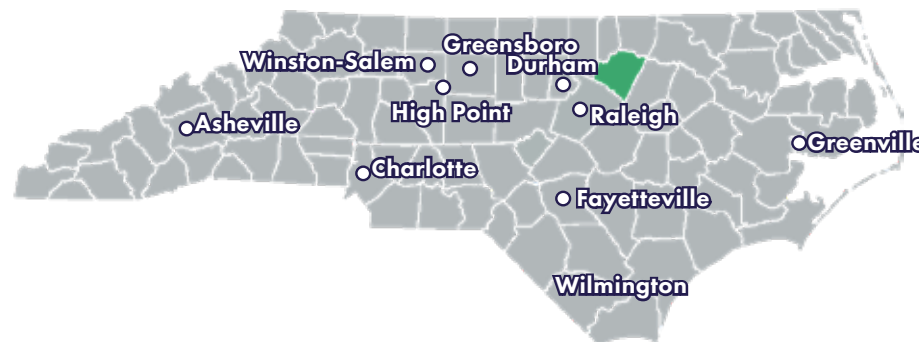 Greensboro
Winston-Salem
Durham
High Point
Raleigh
Asheville
Greenville
Charlotte
Fayetteville
Wilmington